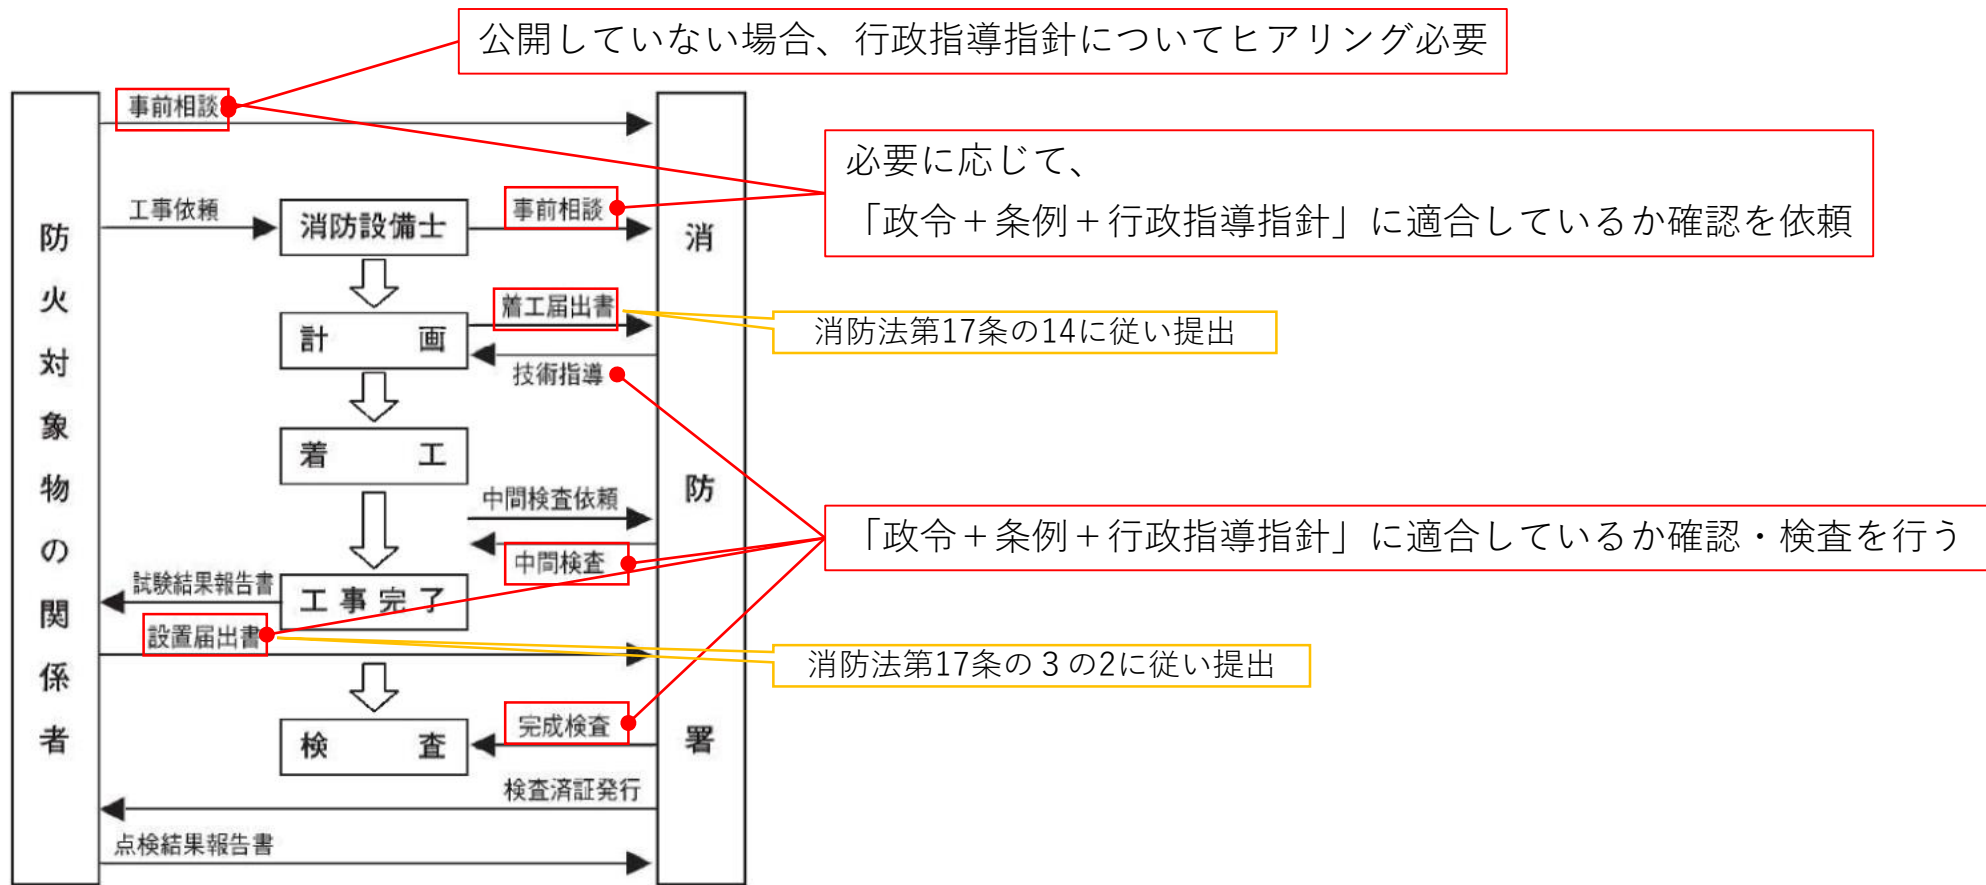 公開していない場合、行政指導指針についてヒアリング必要
事前相談
必要に応じて、
「政令＋条例＋行政指導指針」に適合しているか確認を依頼
防火対象物の関係者
消防署
工事依頼
消防設備士
事前相談
着工届出書
消防法第17条の14に従い提出
計画
技術指導
着工
中間検査依頼
「政令＋条例＋行政指導指針」に適合しているか確認・検査を行う
中間検査
試験結果報告書
工事完了
設置届出書
消防法第17条の３の2に従い提出
完成検査
検査
検査済証発行
点検結果報告書